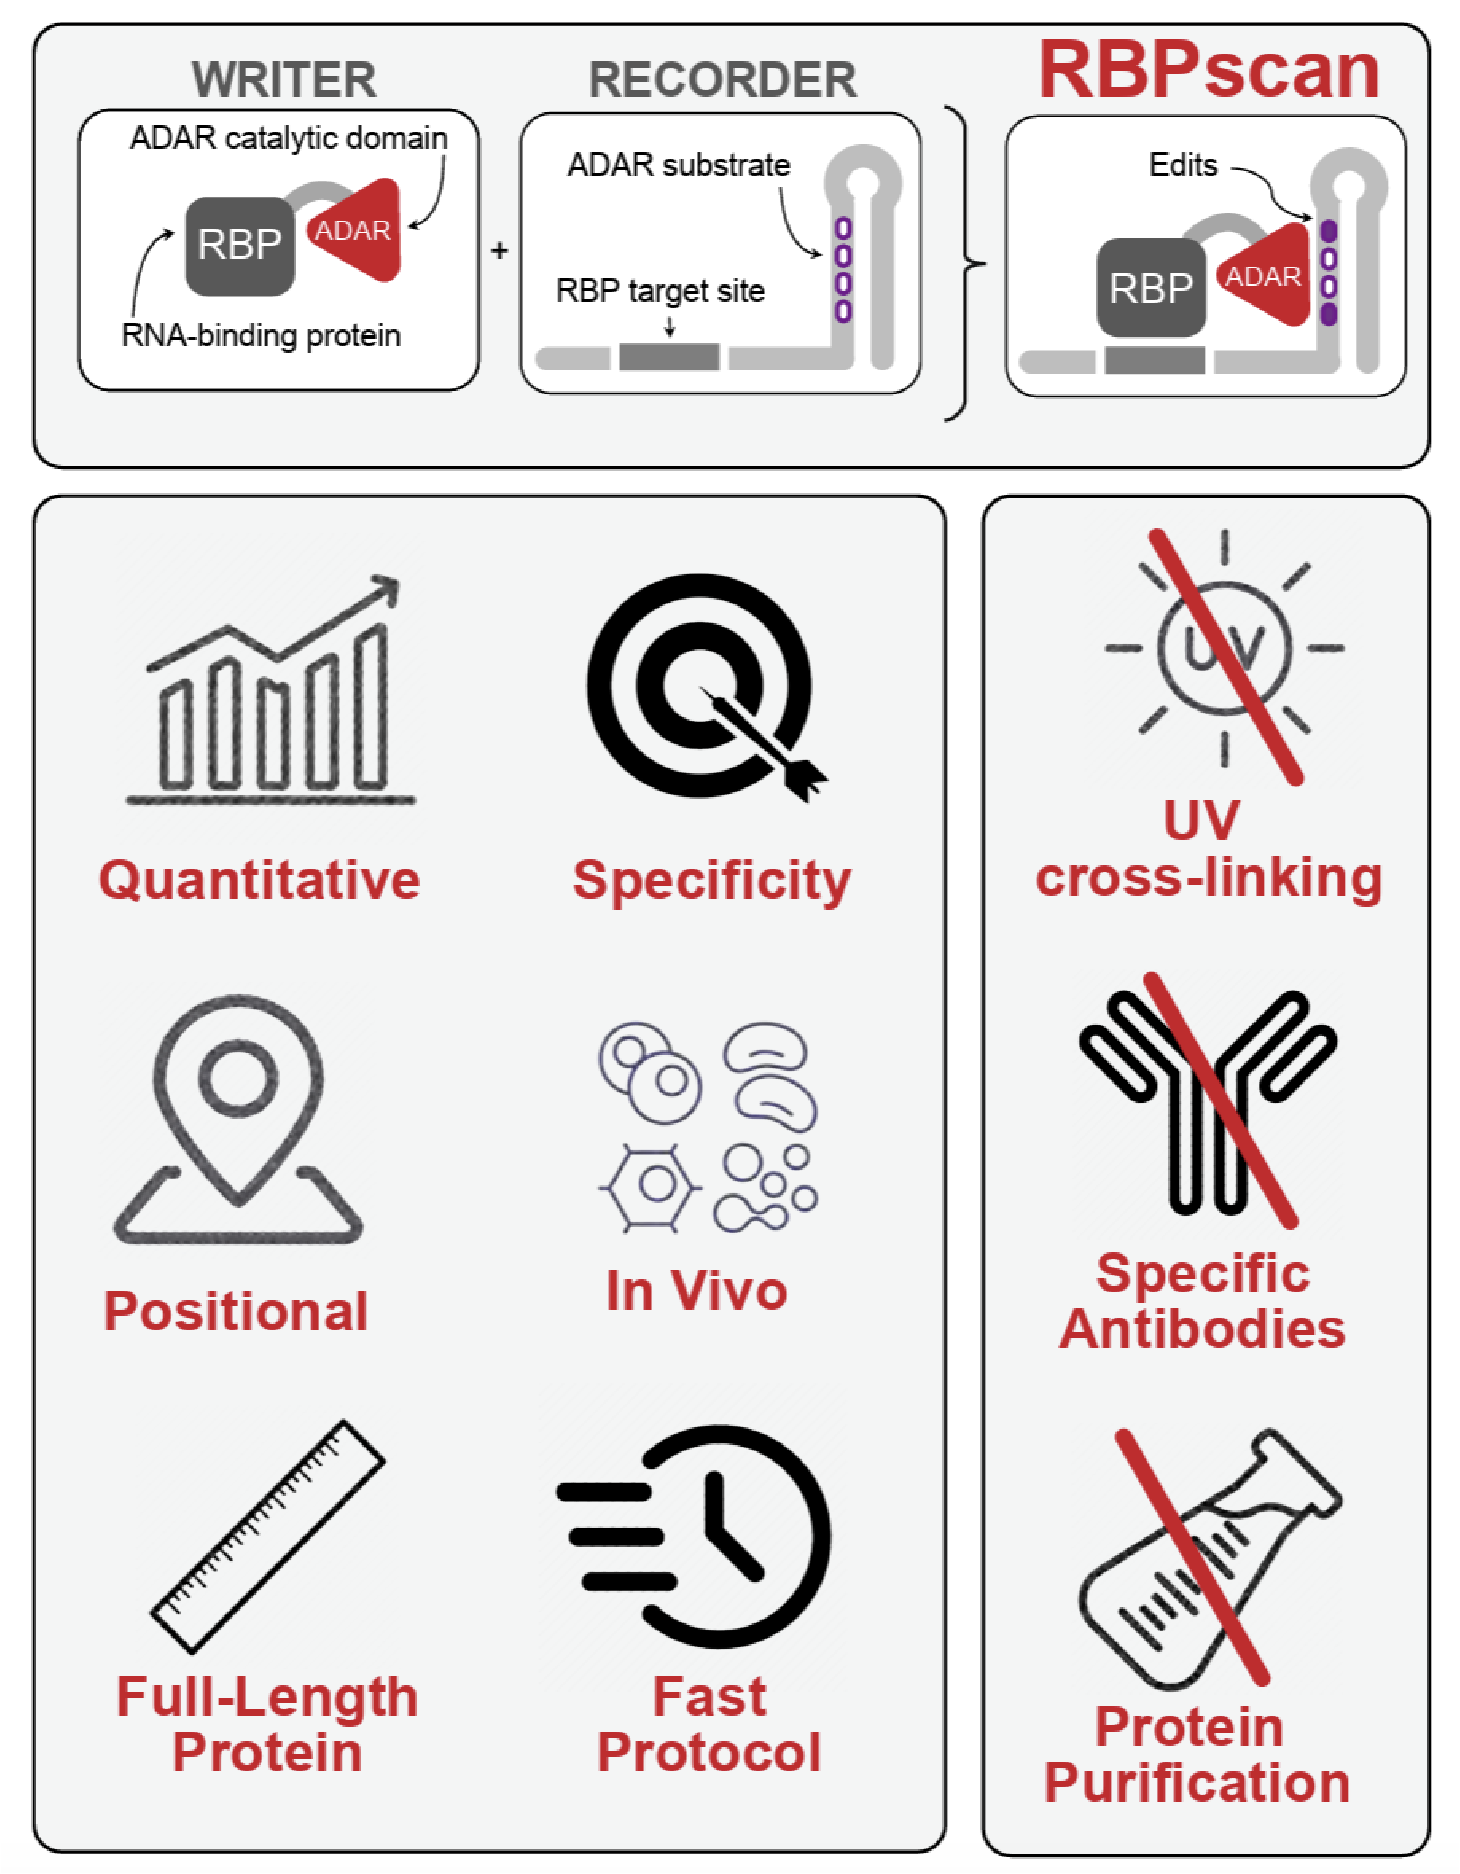 WRITER
ADAR catalytic domain
RBP
ADAR
RNA-binding protein
+
RECORDER
ADAR substrate
RBP target site
RBPscan
Edits
RBP
ADAR
Quantitative
Specificity
Positional
In Vivo
Full-Length
Protein
Fast
Protocol
UV
UV
cross-linking
Specific
Antibodies
Protein
Purification